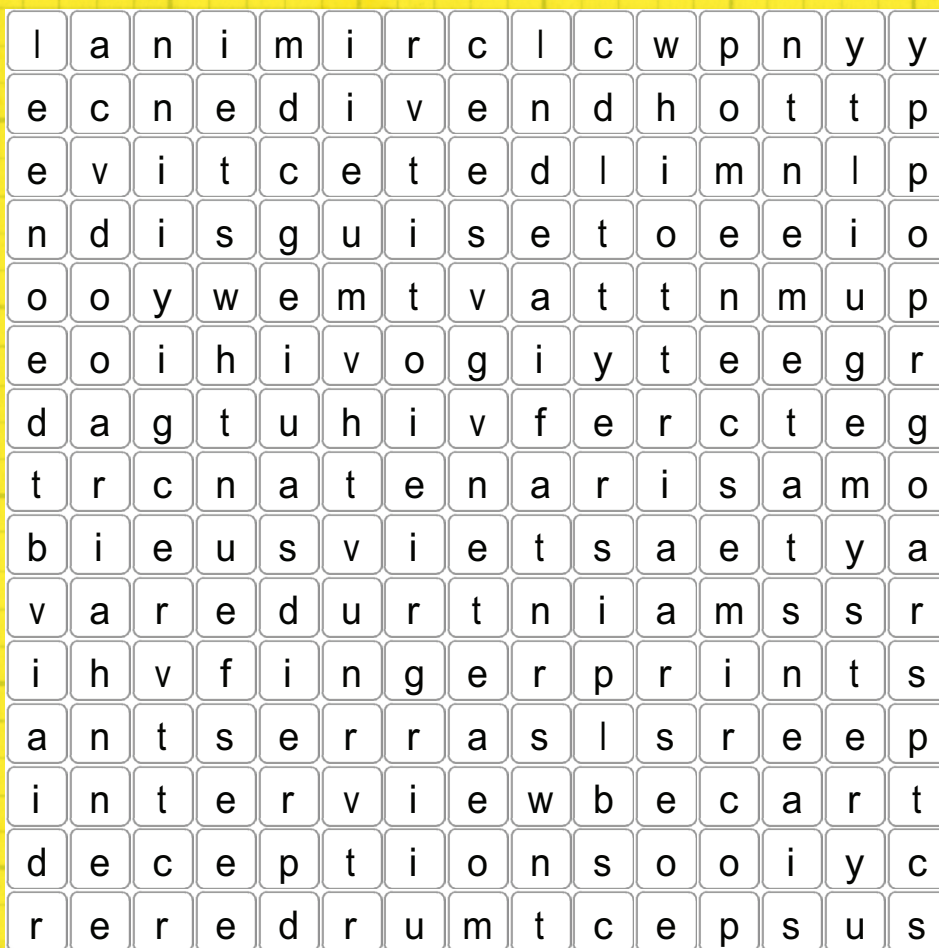 l a n i m i r c l c w p n y y
e c n e d i v e n d h o t t p
e v i t c e t e d l i m n l p
n d i s g u i s e t o e e i o
o o y w e m t v a t t n m u p
e o i h i v o g i y t e e g r
d a g t u h i v f e r c t e g
t r c n a t e n a r i s a m o
b i e u s v i e t s a e t y a
v a r e d u r t n i a m s s r
i h v f i n g e r p r i n t s
a n t s e r r a s l s r e e p
i n t e r v i e w b e c a r t
d e c e p t i o n s o o i y c
r e r e d r u m t c e p s u s